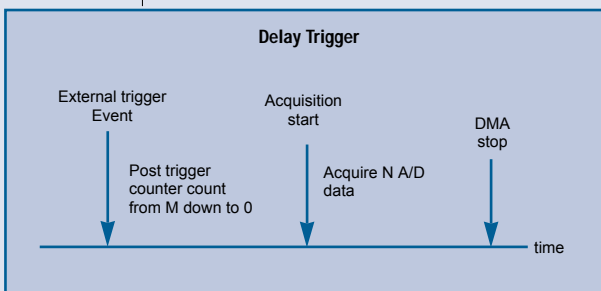 Delay Trigger
External trigger
Event
Acquisition
start
DMA
stop
Post trigger
counter count
from M down to 0
Acquire N A/D
data
time